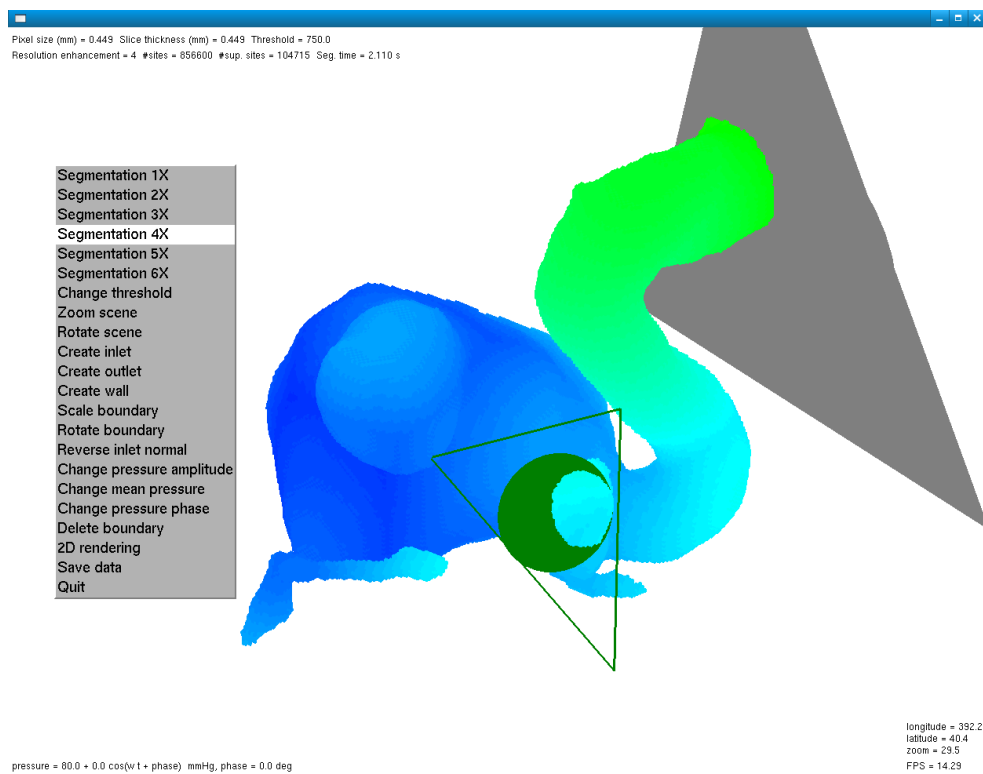 Pixel size (mm) = 0.449 Slice thickness (mm) = 0.449 Threshold = 750.0
Resolution enhancement = 4 #sites = 856600 #sup. sites = 104715 Seg. time = 2.110 s
Segmentation 1X
Segmentation 2X
Segmentation 3X
Segmentation 4X
Segmentation 5X
Segmentation 6X
Change threshold
Zoom scene
Rotate scene
Create inlet
Create outlet
Create wall
Scale boundary
Rotate boundary
Reverse inlet normal
Change pressure amplitude
Change mean pressure
Change pressure phase
Delete boundary
2D rendering
Save data
Quit
longitude = 392.2
latitude = 40.4
zoom = 29.5
pressure = 80.0 + 0.0 cos(w t + phase) mmHg, phase = 0.0 deg
FPS = 14.29